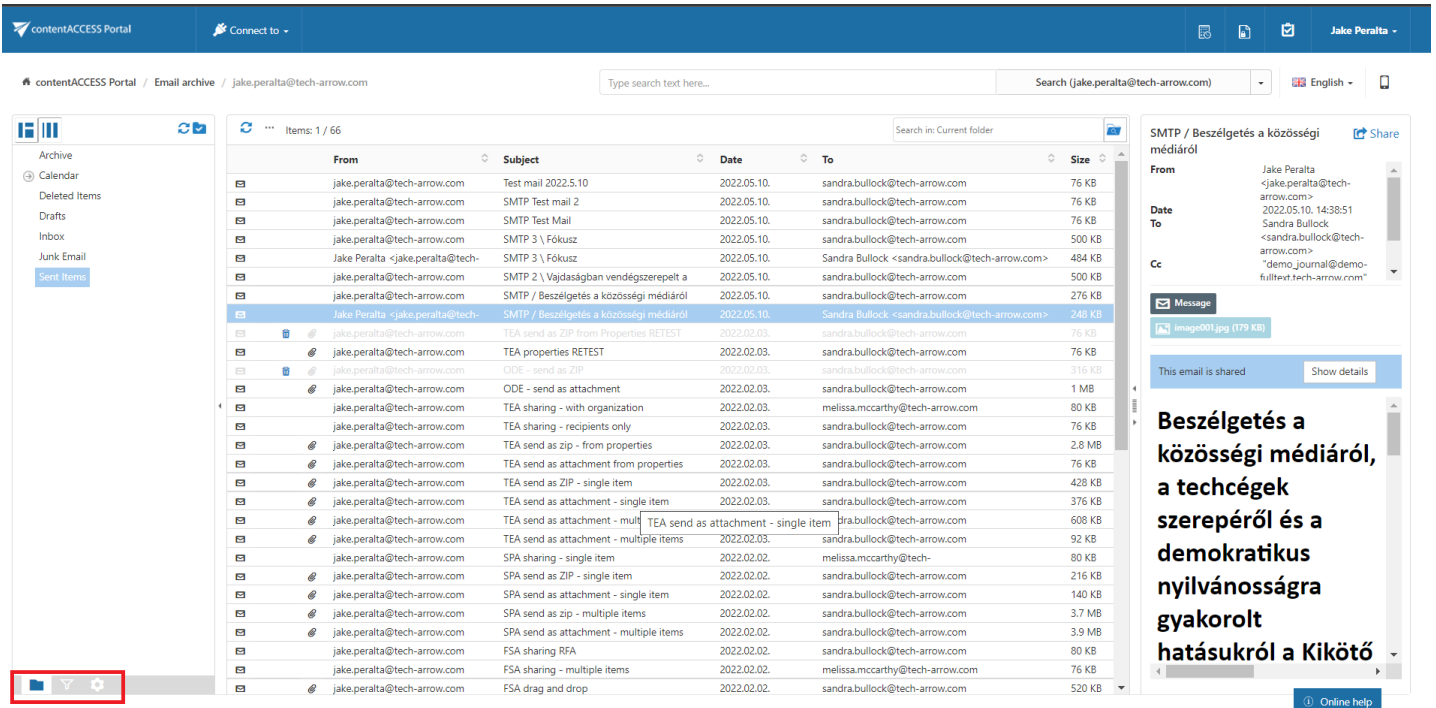 contentACCESS Portal
Connect to
Jake Peralta
contentACCESS Portal / Email archive / jake.peralta@tech-arrow.com
Type search text here...
Search (jake.peralta@tech-arrow.com)
English
Archive
Calendar
Deleted Items
Drafts
Inbox
Junk Email
Sent Items
Items: 1 / 66
Search in: Current folder
From Subject Date To Size
jake.peralta@tech-arrow.com Test mail 2022.5.10 2022.05.10. sandra.bullock@tech-arrow.com 76 KB
jake.peralta@tech-arrow.com SMTP Test mail 2 2022.05.10. sandra.bullock@tech-arrow.com 76 KB
jake.peralta@tech-arrow.com SMTP Test Mail 2022.05.10. sandra.bullock@tech-arrow.com 76 KB
jake.peralta@tech-arrow.com SMTP 3 \ Fókusz 2022.05.10. sandra.bullock@tech-arrow.com 500 KB
Jake Peralta <jake.peralta@tech- SMTP 3 \ Fókusz 2022.05.10. Sandra Bullock <sandra.bullock@tech-arrow.com> 484 KB
jake.peralta@tech-arrow.com SMTP 2 \ Vajdaságban vendégszerepelt a 2022.05.10. sandra.bullock@tech-arrow.com 500 KB
jake.peralta@tech-arrow.com SMTP / Beszélgetés a közösségi médiáról 2022.05.10. sandra.bullock@tech-arrow.com 276 KB
Jake Peralta <jake.peralta@tech- SMTP / Beszélgetés a közösségi médiáról 2022.05.10. Sandra Bullock <sandra.bullock@tech-arrow.com> 248 KB
jake.peralta@tech-arrow.com TEA send as ZIP from Properties RETEST 2022.02.03. sandra.bullock@tech-arrow.com 76 KB
jake.peralta@tech-arrow.com TEA properties RETEST 2022.02.03. sandra.bullock@tech-arrow.com 76 KB
jake.peralta@tech-arrow.com ODE - send as ZIP 2022.02.03. sandra.bullock@tech-arrow.com 316 KB
jake.peralta@tech-arrow.com ODE - send as attachment 2022.02.03. sandra.bullock@tech-arrow.com 1 MB
jake.peralta@tech-arrow.com TEA sharing - with organization 2022.02.03. melissa.mccarthy@tech-arrow.com 80 KB
jake.peralta@tech-arrow.com TEA sharing - recipients only 2022.02.03. sandra.bullock@tech-arrow.com 76 KB
jake.peralta@tech-arrow.com TEA send as zip - from properties 2022.02.03. sandra.bullock@tech-arrow.com 2.8 MB
jake.peralta@tech-arrow.com TEA send as attachment from properties 2022.02.03. sandra.bullock@tech-arrow.com 76 KB
jake.peralta@tech-arrow.com TEA send as ZIP - single item 2022.02.03. sandra.bullock@tech-arrow.com 428 KB
jake.peralta@tech-arrow.com TEA send as attachment - single item 2022.02.03. sandra.bullock@tech-arrow.com 376 KB
jake.peralta@tech-arrow.com TEA send as attachment - mult TEA send as attachment - single item dra.bullock@tech-arrow.com 608 KB
jake.peralta@tech-arrow.com TEA send as attachment - multiple items 2022.02.03. sandra.bullock@tech-arrow.com 92 KB
jake.peralta@tech-arrow.com SPA sharing - single item 2022.02.02. melissa.mccarthy@tech- 80 KB
jake.peralta@tech-arrow.com SPA send as ZIP - single item 2022.02.02. sandra.bullock@tech-arrow.com 216 KB
jake.peralta@tech-arrow.com SPA send as attachment - single item 2022.02.02. sandra.bullock@tech-arrow.com 140 KB
jake.peralta@tech-arrow.com SPA send as zip - multiple items 2022.02.02. sandra.bullock@tech-arrow.com 3.7 MB
jake.peralta@tech-arrow.com SPA send as attachment - multiple items 2022.02.02. sandra.bullock@tech-arrow.com 3.9 MB
jake.peralta@tech-arrow.com FSA sharing RFA 2022.02.02. sandra.bullock@tech-arrow.com 80 KB
jake.peralta@tech-arrow.com FSA sharing - multiple items 2022.02.02. melissa.mccarthy@tech-arrow.com 76 KB
jake.peralta@tech-arrow.com FSA drag and drop 2022.02.02. sandra.bullock@tech-arrow.com 520 KB
SMTP / Beszélgetés a közösségi
médiáról
Share
From Jake Peralta
<jake.peralta@tech-
arrow.com>
Date 2022.05.10. 14:38:51
To Sandra Bullock
<sandra.bullock@tech-
arrow.com>
Cc "demo_journal@demo-
fulltext.tech-arrow.com"
Message
image001.jpg (179 KB)
This email is shared Show details
Beszélgetés a
közösségi médiáról,
a techcégek
szerepéről és a
demokratikus
nyilvánosságra
gyakorolt
hatásukról a Kikötő
Online help